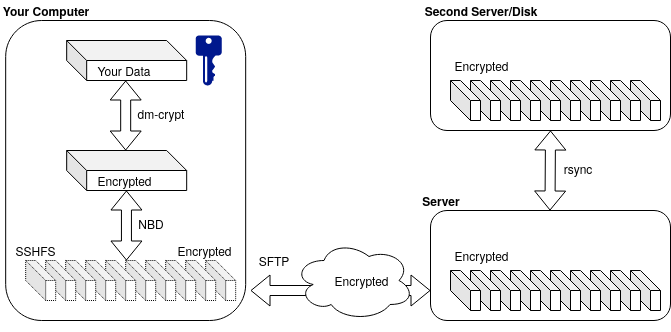 Your Computer
Your Data
dm-crypt
Encrypted
NBD
SSHFS
Encrypted
SFTP
Encrypted
Second Server/Disk
Encrypted
rsync
Server
Encrypted